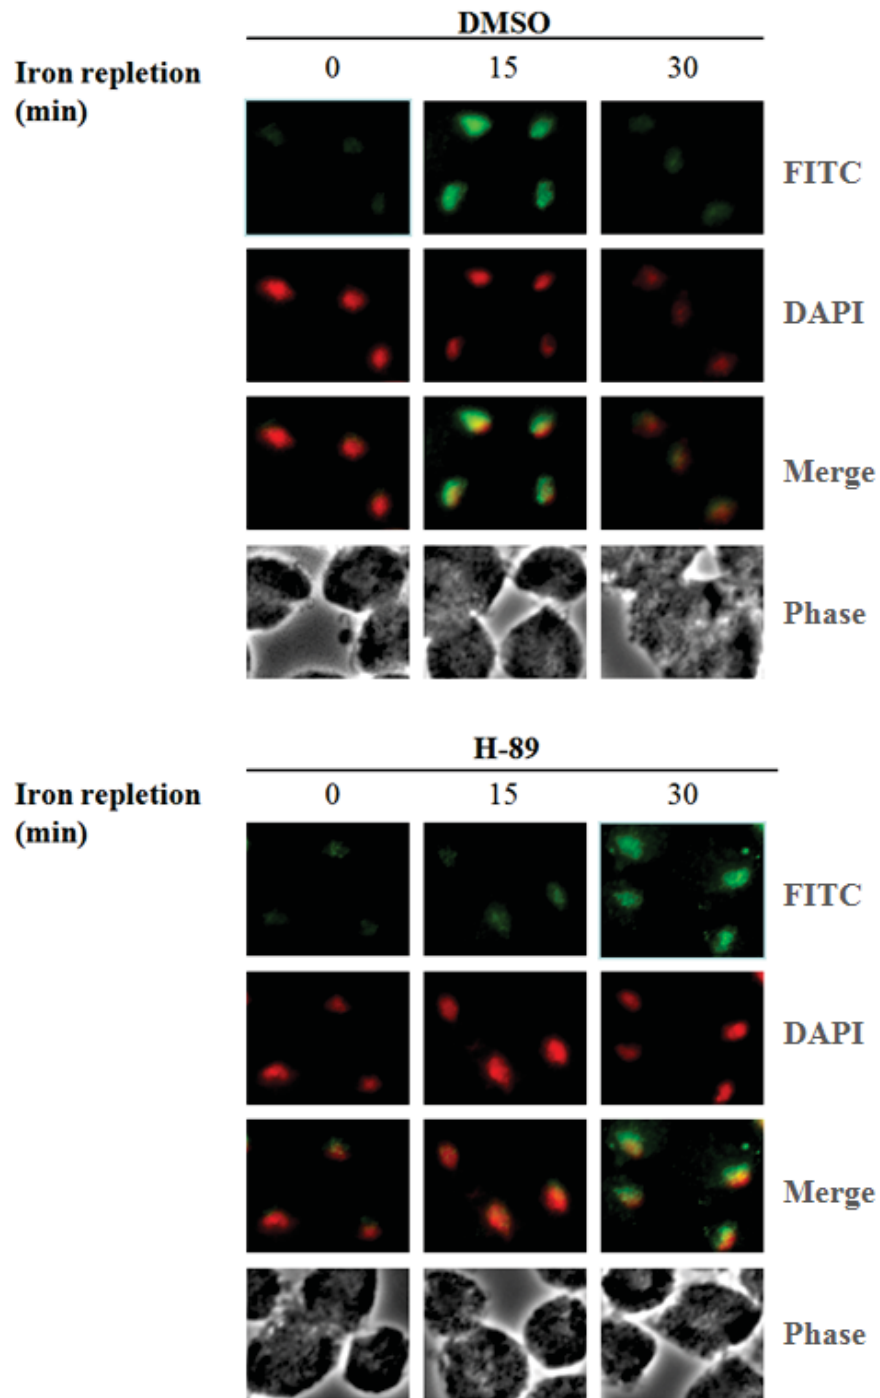 DMSO
Iron repletion
(min)
0 15 30
FITC
DAPI
Merge
Phase
H-89
Iron repletion
(min)
0 15 30
FITC
DAPI
Merge
Phase